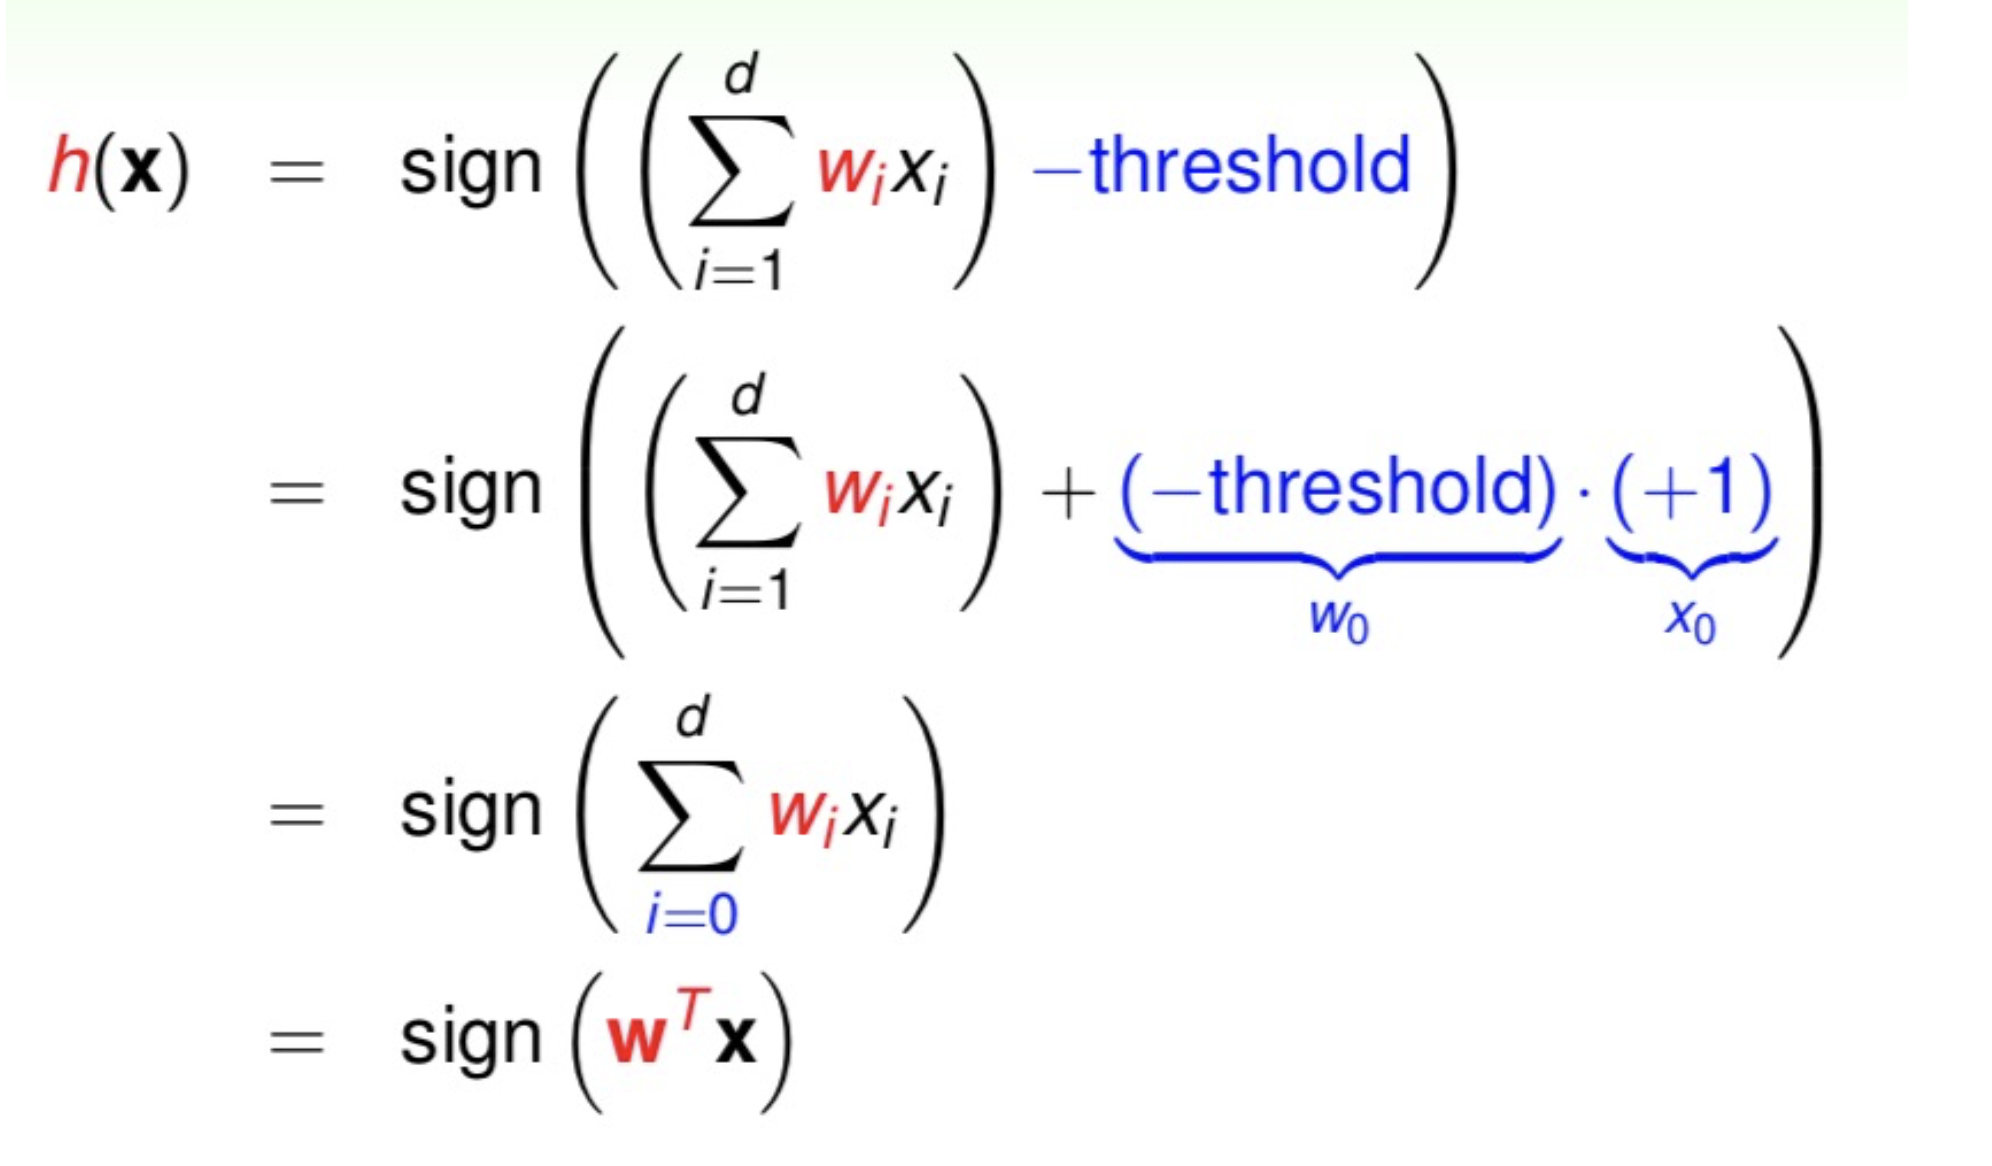 h(x) = sign((∑_{i=1}^{d} w_i x_i) −threshold)
= sign((∑_{i=1}^{d} w_i x_i) + (−threshold) · (+1))
w_0 x_0
= sign(∑_{i=0}^{d} w_i x_i)
= sign(w^T x)